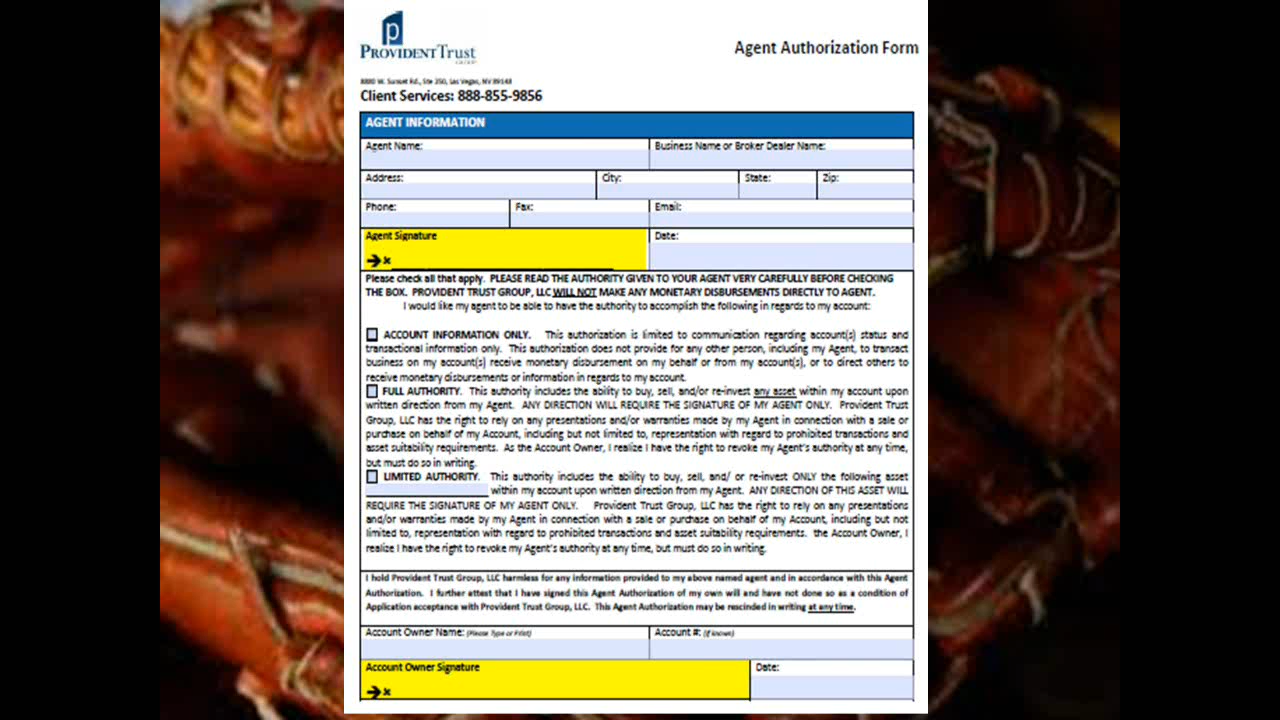 p
PROVIDENT Trust
GROUP
Agent Authorization Form
8880 W. Sunset Rd., Ste 250, Las Vegas, NV 89148
Client Services: 888-855-9856
AGENT INFORMATION
Agent Name: Business Name or Broker Dealer Name:
Address: City: State: Zip:
Phone: Fax: Email:
Agent Signature Date:
➔x
Please check all that apply. PLEASE READ THE AUTHORITY GIVEN TO YOUR AGENT VERY CAREFULLY BEFORE CHECKING
THE BOX. PROVIDENT TRUST GROUP, LLC WILL NOT MAKE ANY MONETARY DISBURSEMENTS DIRECTLY TO AGENT.
I would like my agent to be able to have the authority to accomplish the following in regards to my account:
ACCOUNT INFORMATION ONLY. This authorization is limited to communication regarding account(s) status and
transactional information only. This authorization does not provide for any other person, including my Agent, to transact
business on my account(s) receive monetary disbursement on my behalf or from my account(s), or to direct others to
receive monetary disbursements or information in regards to my account.
FULL AUTHORITY. This authority includes the ability to buy, sell, and/or re-invest any asset within my account upon
written direction from my Agent. ANY DIRECTION WILL REQUIRE THE SIGNATURE OF MY AGENT ONLY. Provident Trust
Group, LLC has the right to rely on any presentations and/or warranties made by my Agent in connection with a sale or
purchase on behalf of my Account, including but not limited to, representation with regard to prohibited transactions and
asset suitability requirements. As the Account Owner, I realize I have the right to revoke my Agent's authority at any time,
but must do so in writing.
LIMITED AUTHORITY. This authority includes the ability to buy, sell, and/ or re-invest ONLY the following asset
within my account upon written direction from my Agent. ANY DIRECTION OF THIS ASSET WILL
REQUIRE THE SIGNATURE OF MY AGENT ONLY. Provident Trust Group, LLC has the right to rely on any presentations
and/or warranties made by my Agent in connection with a sale or purchase on behalf of my Account, including but not
limited to, representation with regard to prohibited transactions and asset suitability requirements. the Account Owner, I
realize I have the right to revoke my Agent's authority at any time, but must do so in writing.
I hold Provident Trust Group, LLC harmless for any information provided to my above named agent and in accordance with this Agent
Authorization. I further attest that I have signed this Agent Authorization of my own will and have not done so as a condition of
Application acceptance with Provident Trust Group, LLC. This Agent Authorization may be rescinded in writing at any time.
Account Owner Name: (Please Type or Print) Account #: (if known)
Account Owner Signature Date:
➔x